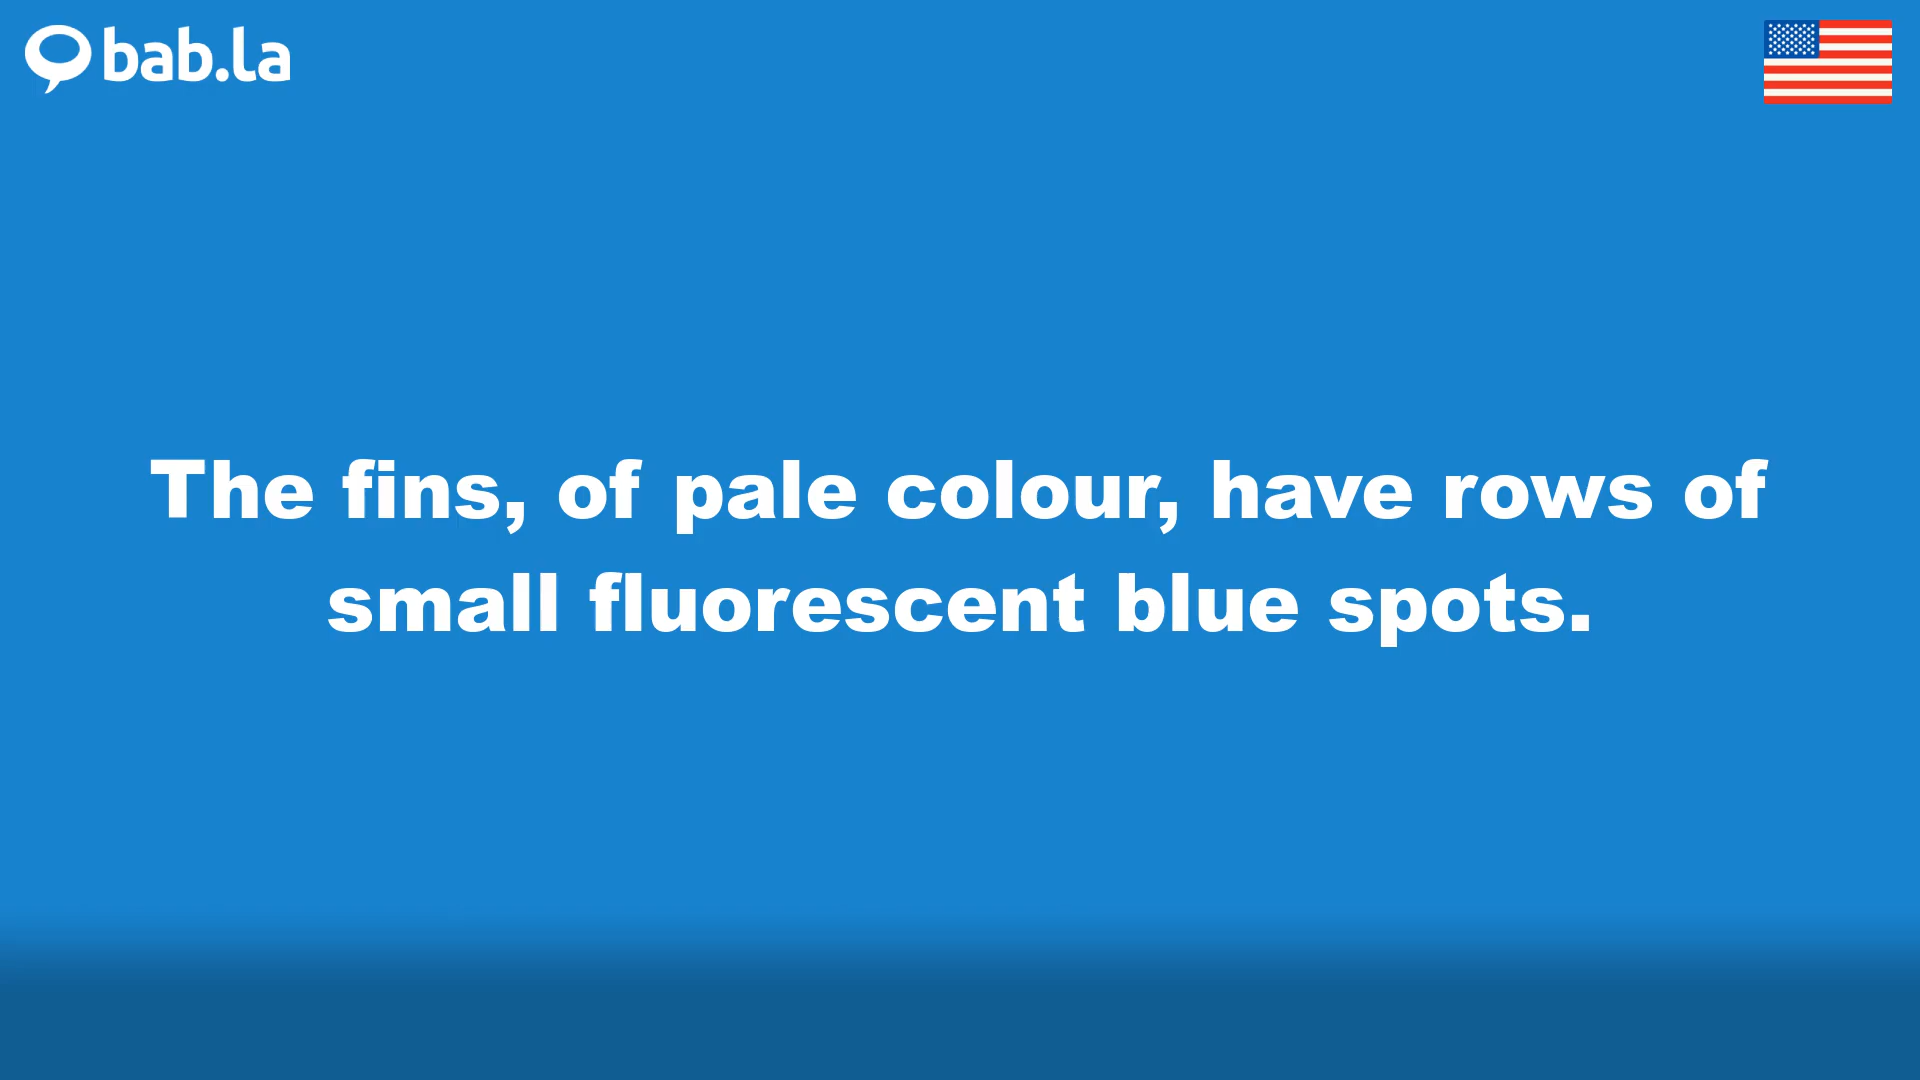 bab.la
The fins, of pale colour, have rows of
small fluorescent blue spots.